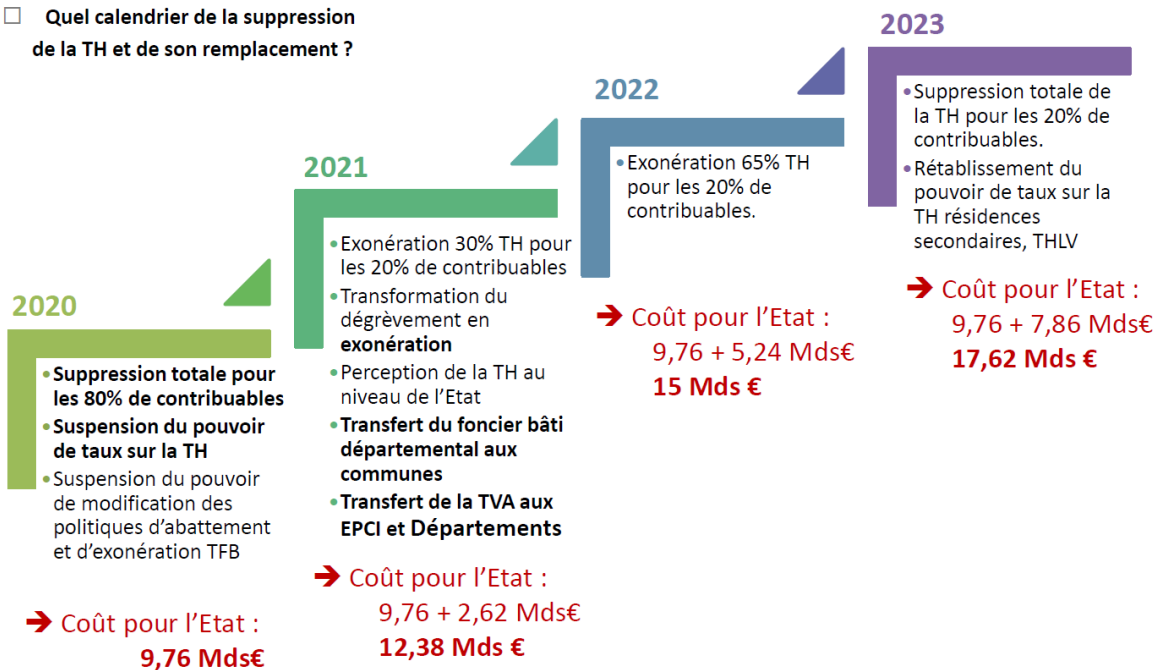 Quel calendrier de la suppression
de la TH et de son remplacement ?
2020
• Suppression totale pour
les 80% de contribuables
• Suspension du pouvoir
de taux sur la TH
• Suspension du pouvoir
de modification des
politiques d’abattement
et d’exonération TFB
➔ Coût pour l’Etat :
9,76 Mds€
2021
• Exonération 30% TH pour
les 20% de contribuables
• Transformation du
dégrèvement en
exonération
• Perception de la TH au
niveau de l’Etat
• Transfert du foncier bâti
départemental aux
communes
• Transfert de la TVA aux
EPCI et Départements
➔ Coût pour l’Etat :
9,76 + 2,62 Mds€
12,38 Mds €
2022
• Exonération 65% TH
pour les 20% de
contribuables.
➔ Coût pour l’Etat :
9,76 + 5,24 Mds€
15 Mds €
2023
• Suppression totale de
la TH pour les 20% de
contribuables.
• Rétablissement du
pouvoir de taux sur la
TH résidences
secondaires, THLV
➔ Coût pour l’Etat :
9,76 + 7,86 Mds€
17,62 Mds €